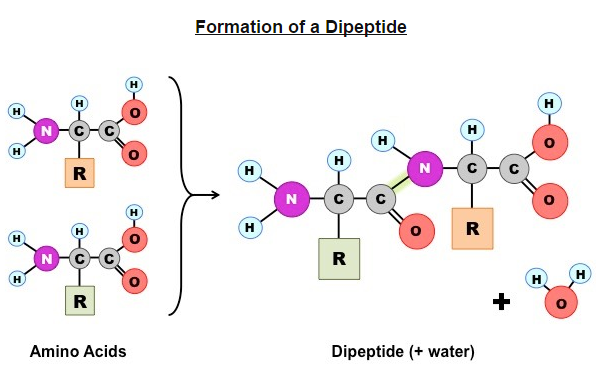 Formation of a Dipeptide
H
H H O
N C C
H O
R
H
H H O
N C C
H O
R
H
H H H O
H H N C C
N C C O
H O R
R
+ H H
O
Amino Acids Dipeptide (+ water)